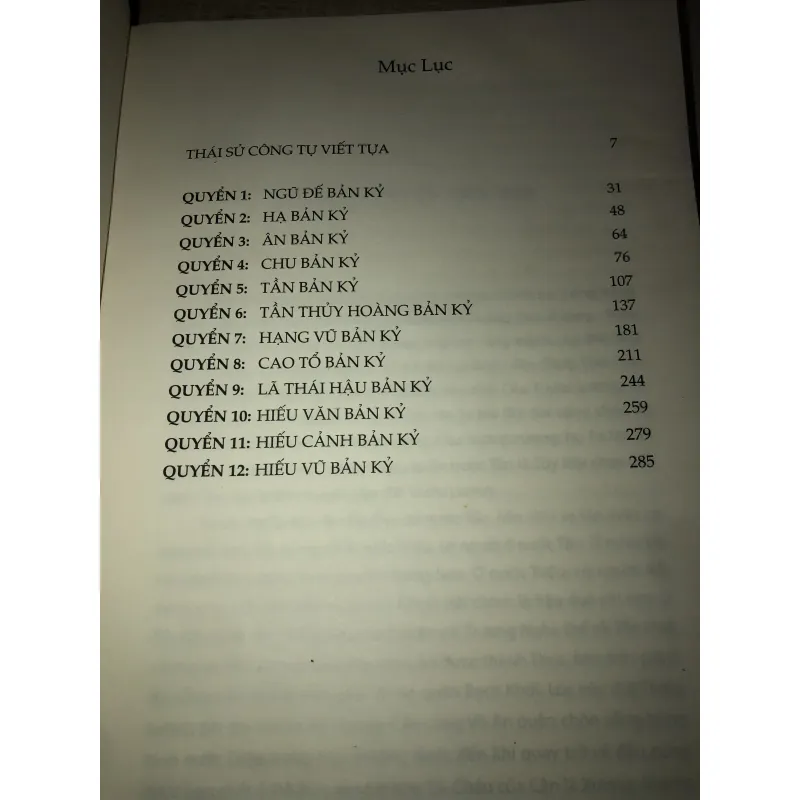 Mục Lục
THÁI SỬ CÔNG TỰ VIẾT TỰA 7
QUYỂN 1: NGŨ ĐẾ BẢN KỶ 31
QUYỂN 2: HẠ BẢN KỶ 48
QUYỂN 3: ÂN BẢN KỶ 64
QUYỂN 4: CHU BẢN KỶ 76
QUYỂN 5: TẦN BẢN KỶ 107
QUYỂN 6: TẦN THỦY HOÀNG BẢN KỶ 137
QUYỂN 7: HẠNG VŨ BẢN KỶ 181
QUYỂN 8: CAO TỔ BẢN KỶ 211
QUYỂN 9: LÃ THÁI HẬU BẢN KỶ 244
QUYỂN 10: HIẾU VĂN BẢN KỶ 259
QUYỂN 11: HIẾU CẢNH BẢN KỶ 279
QUYỂN 12: HIẾU VŨ BẢN KỶ 285